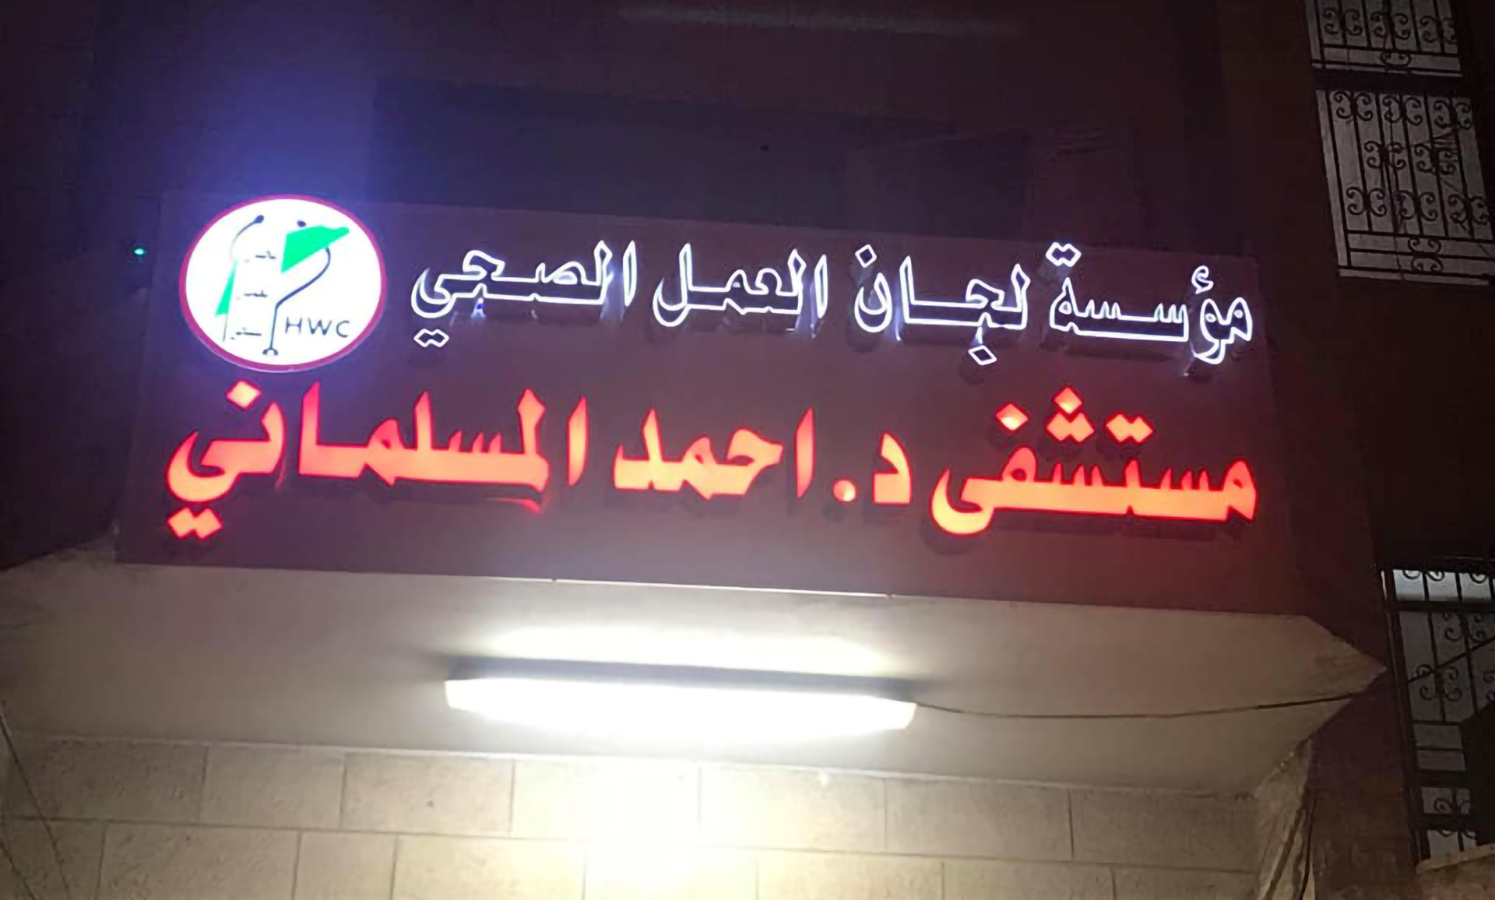 مؤسسة لجان العمل الصحي
HWC
مستشفى د. احمد المسلماني